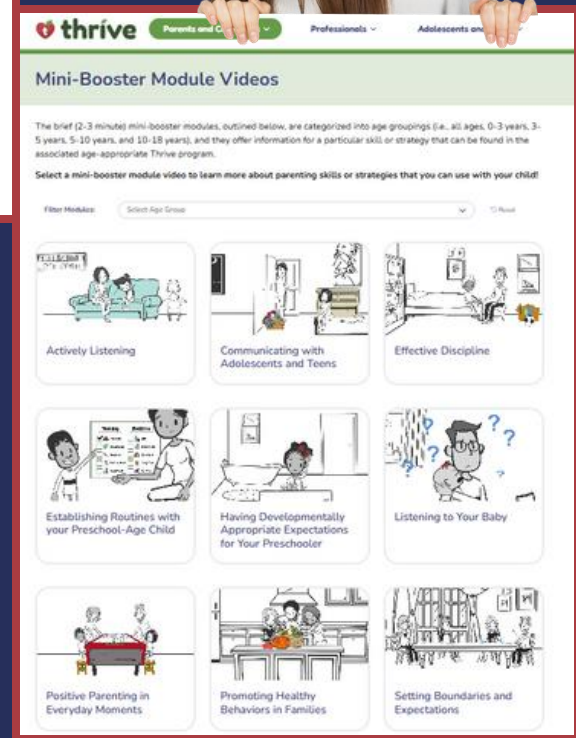 thrive
Parents and C
Professionals
Adolescents an
Mini-Booster Module Videos
The brief (2-3 minute) mini-booster modules, outlined below, are categorized into age groupings (i.e., all ages, 0-3 years, 3-
5 years, 5-10 years, and 10-18 years), and they offer information for a particular skill or strategy that can be found in the
associated age-appropriate Thrive program.
Select a mini-booster module video to learn more about parenting skills or strategies that you can use with your child!
Filter Modules:
Select Age Group
Reset
Actively Listening
Communicating with
Adolescents and Teens
Effective Discipline
Establishing Routines with
your Preschool-Age Child
Having Developmentally
Appropriate Expectations
for Your Preschooler
Listening to Your Baby
Positive Parenting in
Everyday Moments
Promoting Healthy
Behaviors in Families
Setting Boundaries and
Expectations